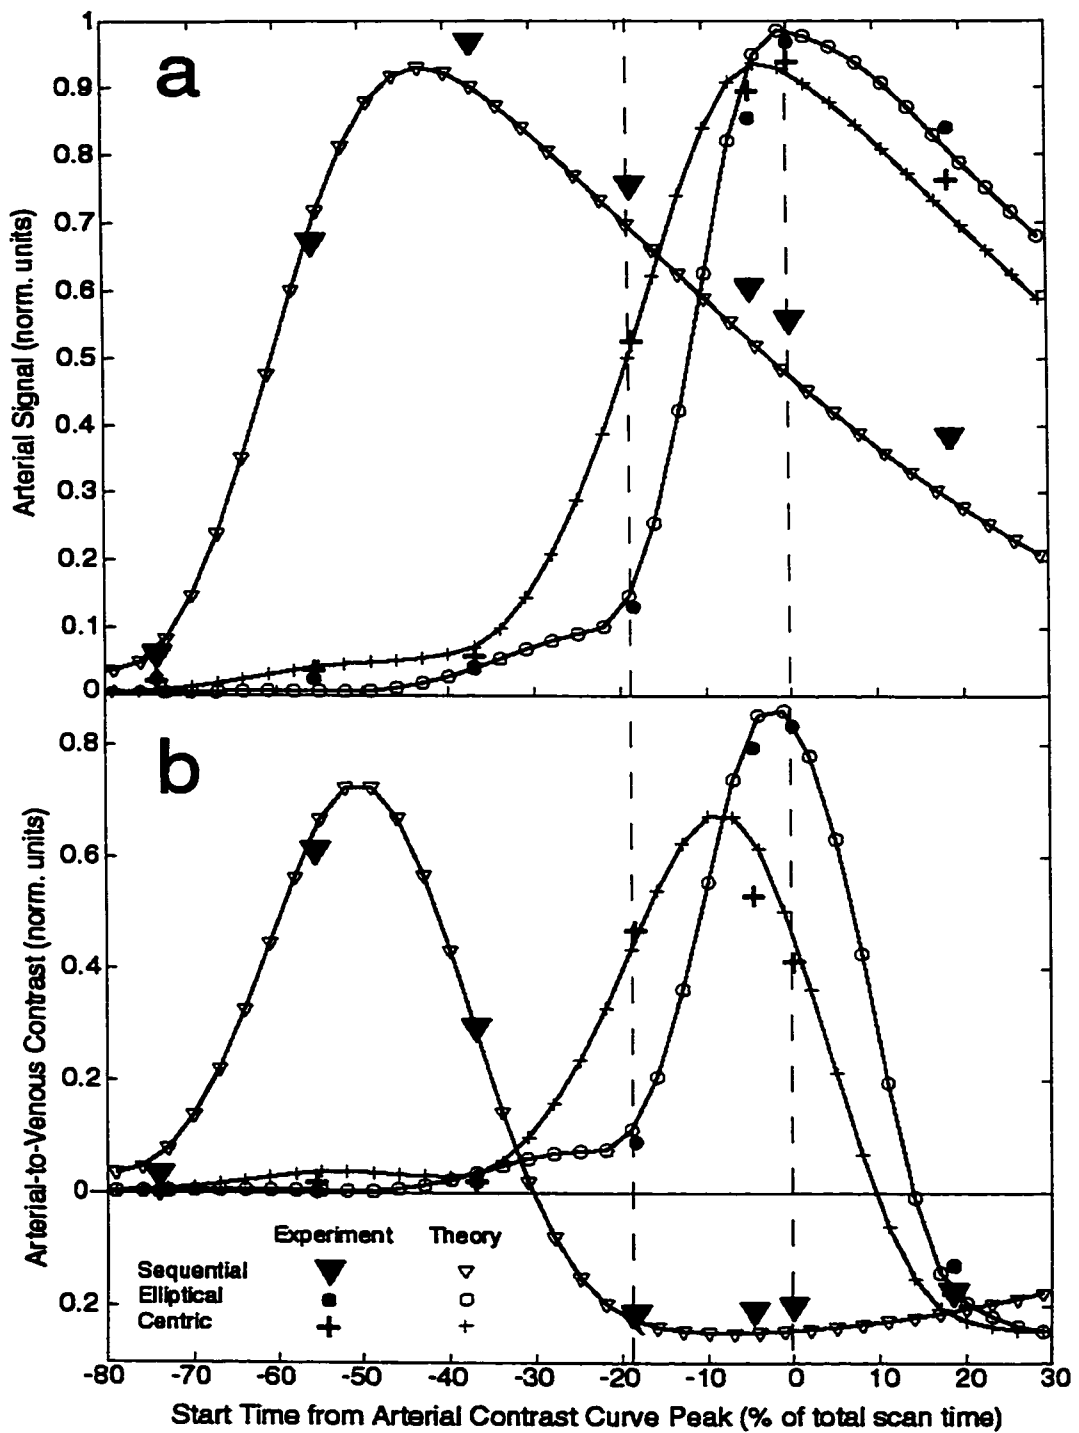 a
1
0.9
0.8
0.7
0.6
0.5
0.4
0.3
0.2
0.1
0
Arterial Signal (norm. units)
b
0.8
0.6
0.4
0.2
0
0.2
Arterial-to-Venous Contrast (norm. units)
Experiment Theory
Sequential
Elliptical
Centric
-80 -70 -60 -50 -40 -30 -20 -10 0 10 20 30
Start Time from Arterial Contrast Curve Peak (% of total scan time)